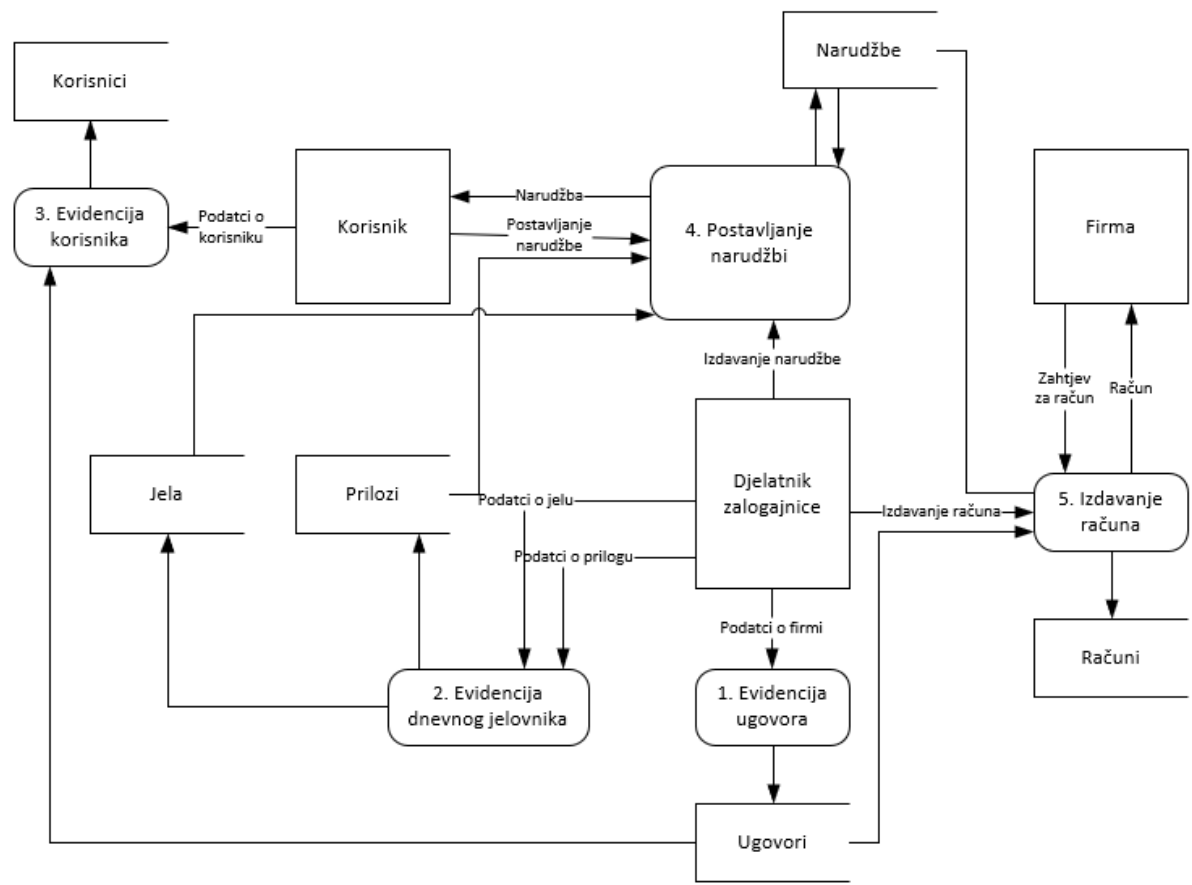 Narudžbe
Korisnici
3. Evidencija
korisnika
Podatci o
korisniku
Korisnik
Narudžba
Postavljanje
narudžbe
4. Postavljanje
narudžbi
Firma
Izdavanje narudžbe
Zahtjev
za račun
Račun
Jela
Prilozi
Podatci o jelu
Djelatnik
zalogajnice
Izdavanje računa
5. Izdavanje
računa
Podatci o prilogu
Podatci o firmi
Računi
2. Evidencija
dnevnog jelovnika
1. Evidencija
ugovora
Ugovori